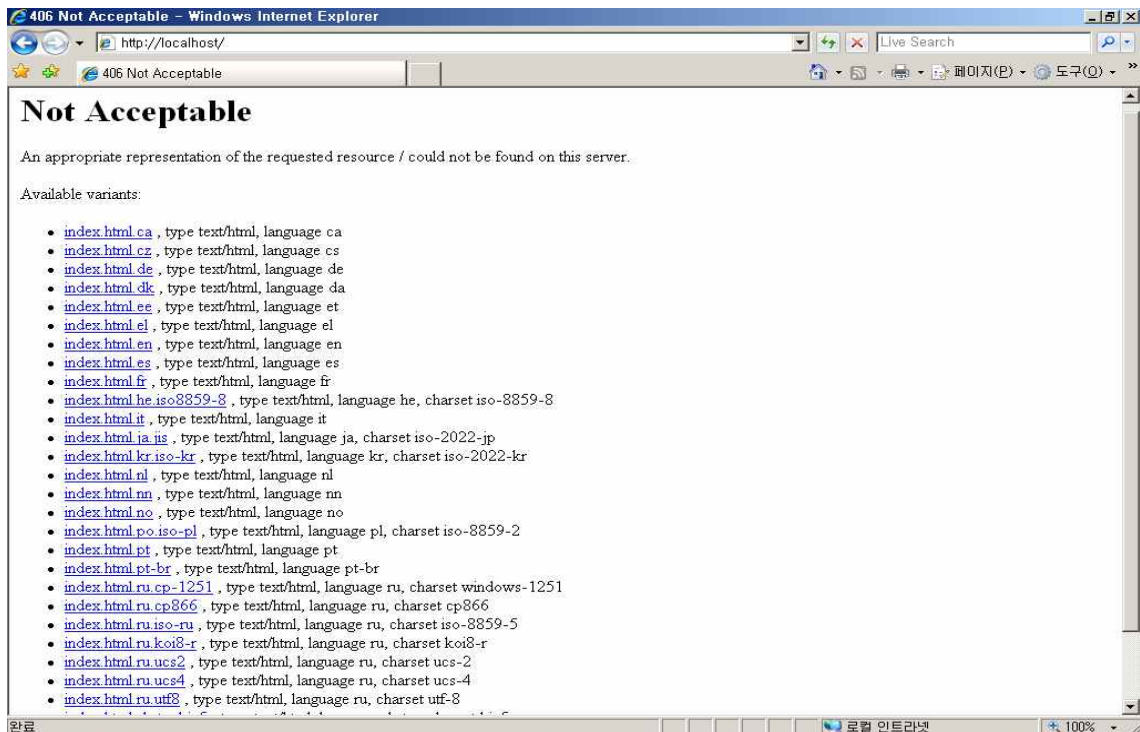 406 Not Acceptable - Windows Internet Explorer
http://localhost/
Live Search
406 Not Acceptable
페이지(P)
도구(O)
Not Acceptable
An appropriate representation of the requested resource / could not be found on this server.
Available variants:
index.html.ca , type text/html, language ca
index.html.cz , type text/html, language cs
index.html.de , type text/html, language de
index.html.dk , type text/html, language da
index.html.ee , type text/html, language et
index.html.el , type text/html, language el
index.html.en , type text/html, language en
index.html.es , type text/html, language es
index.html.fr , type text/html, language fr
index.html.he.iso8859-8 , type text/html, language he, charset iso-8859-8
index.html.it , type text/html, language it
index.html.ja.jis , type text/html, language ja, charset iso-2022-jp
index.html.kr.iso-kr , type text/html, language kr, charset iso-2022-kr
index.html.nl , type text/html, language nl
index.html.nn , type text/html, language nn
index.html.no , type text/html, language no
index.html.po.iso-pl , type text/html, language pl, charset iso-8859-2
index.html.pt , type text/html, language pt
index.html.pt-br , type text/html, language pt-br
index.html.ru.cp-1251 , type text/html, language ru, charset windows-1251
index.html.ru.cp866 , type text/html, language ru, charset cp866
index.html.ru.iso-ru , type text/html, language ru, charset iso-8859-5
index.html.ru.koi8-r , type text/html, language ru, charset koi8-r
index.html.ru.ucs2 , type text/html, language ru, charset ucs-2
index.html.ru.ucs4 , type text/html, language ru, charset ucs-4
index.html.ru.utf8 , type text/html, language ru, charset utf-8
완료
로컬 인트라넷
100%